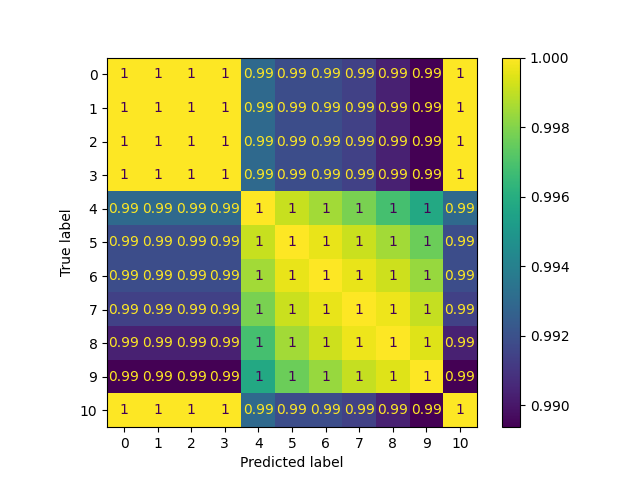 0 1 1 1 1 0.99 0.99 0.99 0.99 0.99 0.99 1
1 1 1 1 1 0.99 0.99 0.99 0.99 0.99 0.99 1
2 1 1 1 1 0.99 0.99 0.99 0.99 0.99 0.99 1
3 1 1 1 1 0.99 0.99 0.99 0.99 0.99 0.99 1
4 0.99 0.99 0.99 0.99 1 1 1 1 1 1 0.99
5 0.99 0.99 0.99 0.99 1 1 1 1 1 1 0.99
6 0.99 0.99 0.99 0.99 1 1 1 1 1 1 0.99
7 0.99 0.99 0.99 0.99 1 1 1 1 1 1 0.99
8 0.99 0.99 0.99 0.99 1 1 1 1 1 1 0.99
9 0.99 0.99 0.99 0.99 1 1 1 1 1 1 0.99
10 1 1 1 1 0.99 0.99 0.99 0.99 0.99 0.99 1
0 1 2 3 4 5 6 7 8 9 10
Predicted label
True label
1.000
0.998
0.996
0.994
0.992
0.990